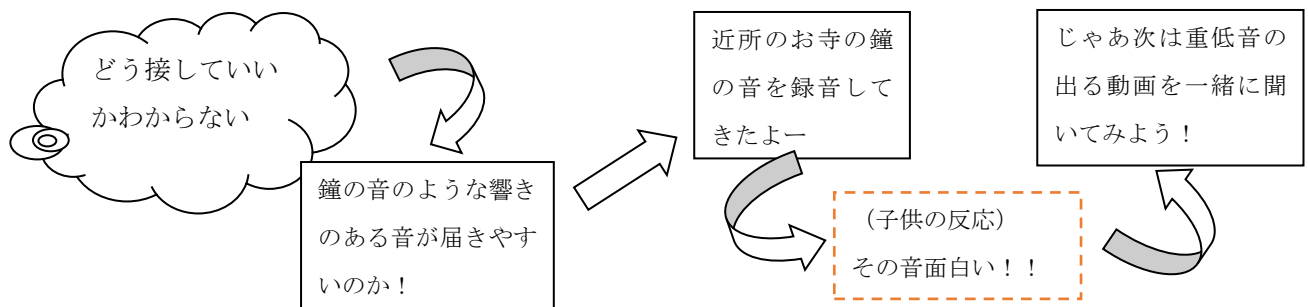 どう接していい
かわからない
鐘の音のような響き
のある音が届きやす
いのか！
近所のお寺の鐘
の音を録音して
きたよー
（子供の反応）
その音面白い！！
じゃあ次は重低音の
出る動画を一緒に聞
いてみよう！